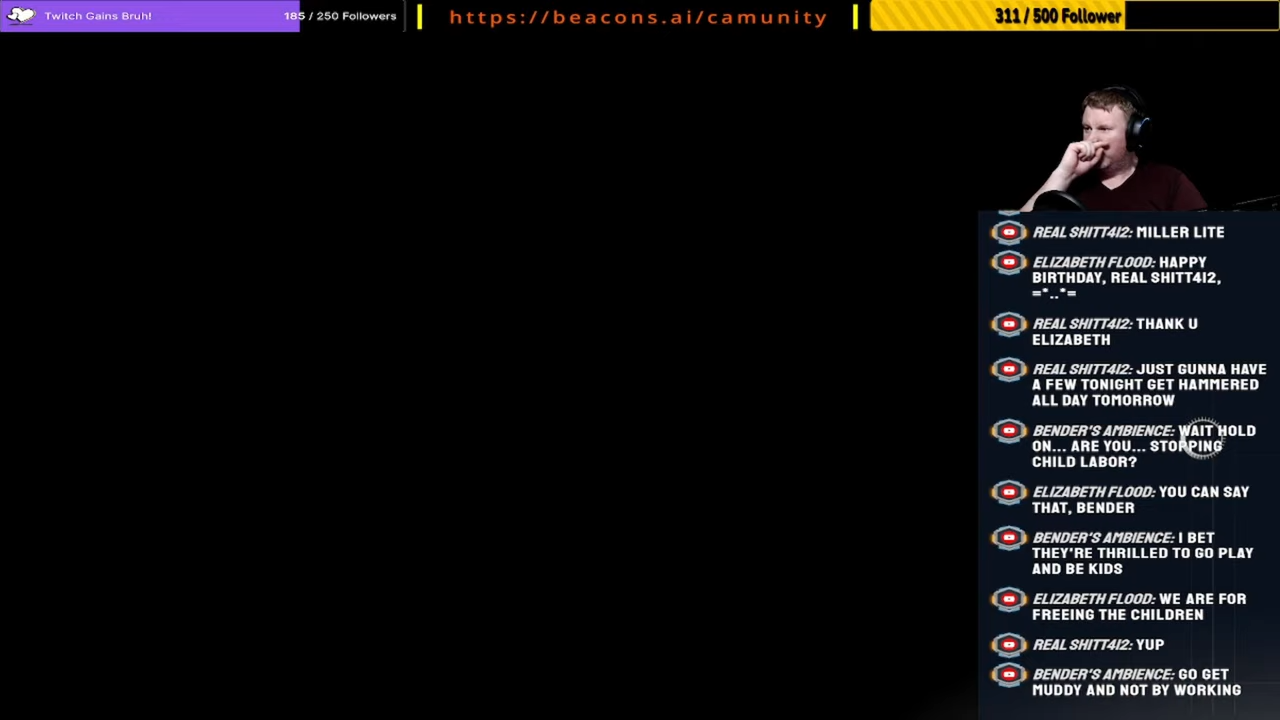 Twitch Gains Bruh!
185 / 250 Followers
https://beacons.ai/camunity
311 / 500 Follower
REAL SHITT412: MILLER LITE
ELIZABETH FLOOD: HAPPY
BIRTHDAY, REAL SHITT412,
=*..*=
REAL SHITT412: THANK U
ELIZABETH
REAL SHITT412: JUST GUNNA HAVE
A FEW TONIGHT GET HAMMERED
ALL DAY TOMORROW
BENDER'S AMBIENCE: WAIT HOLD
ON... ARE YOU... STOPPING
CHILD LABOR?
ELIZABETH FLOOD: YOU CAN SAY
THAT, BENDER
BENDER'S AMBIENCE: I BET
THEY'RE THRILLED TO GO PLAY
AND BE KIDS
ELIZABETH FLOOD: WE ARE FOR
FREEING THE CHILDREN
REAL SHITT412: YUP
BENDER'S AMBIENCE: GO GET
MUDDY AND NOT BY WORKING